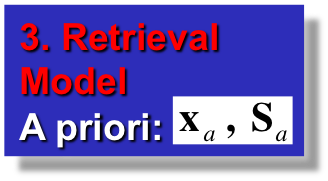 3. Retrieval
Model
A priori: xₐ , Sₐ